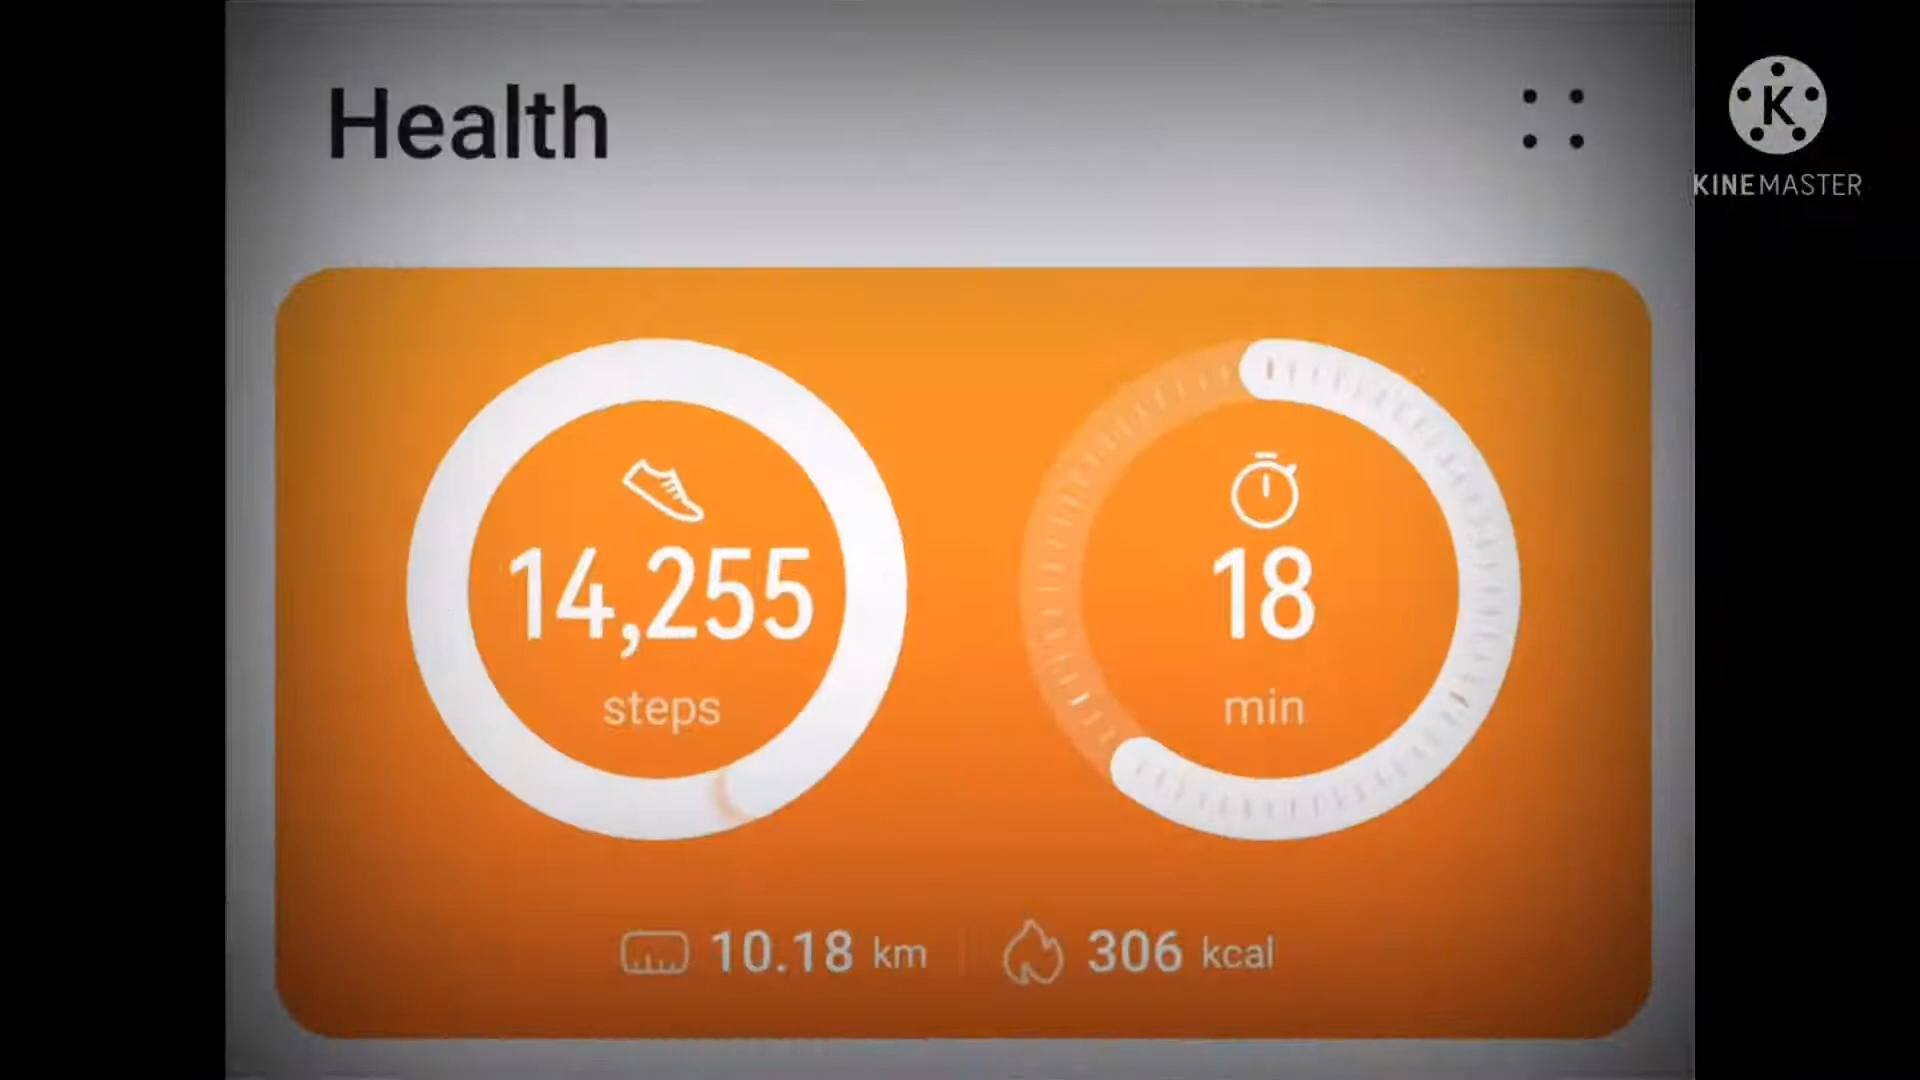 Health
K
KINEMASTER
14,255
steps
18
min
10.18 km
306 kcal